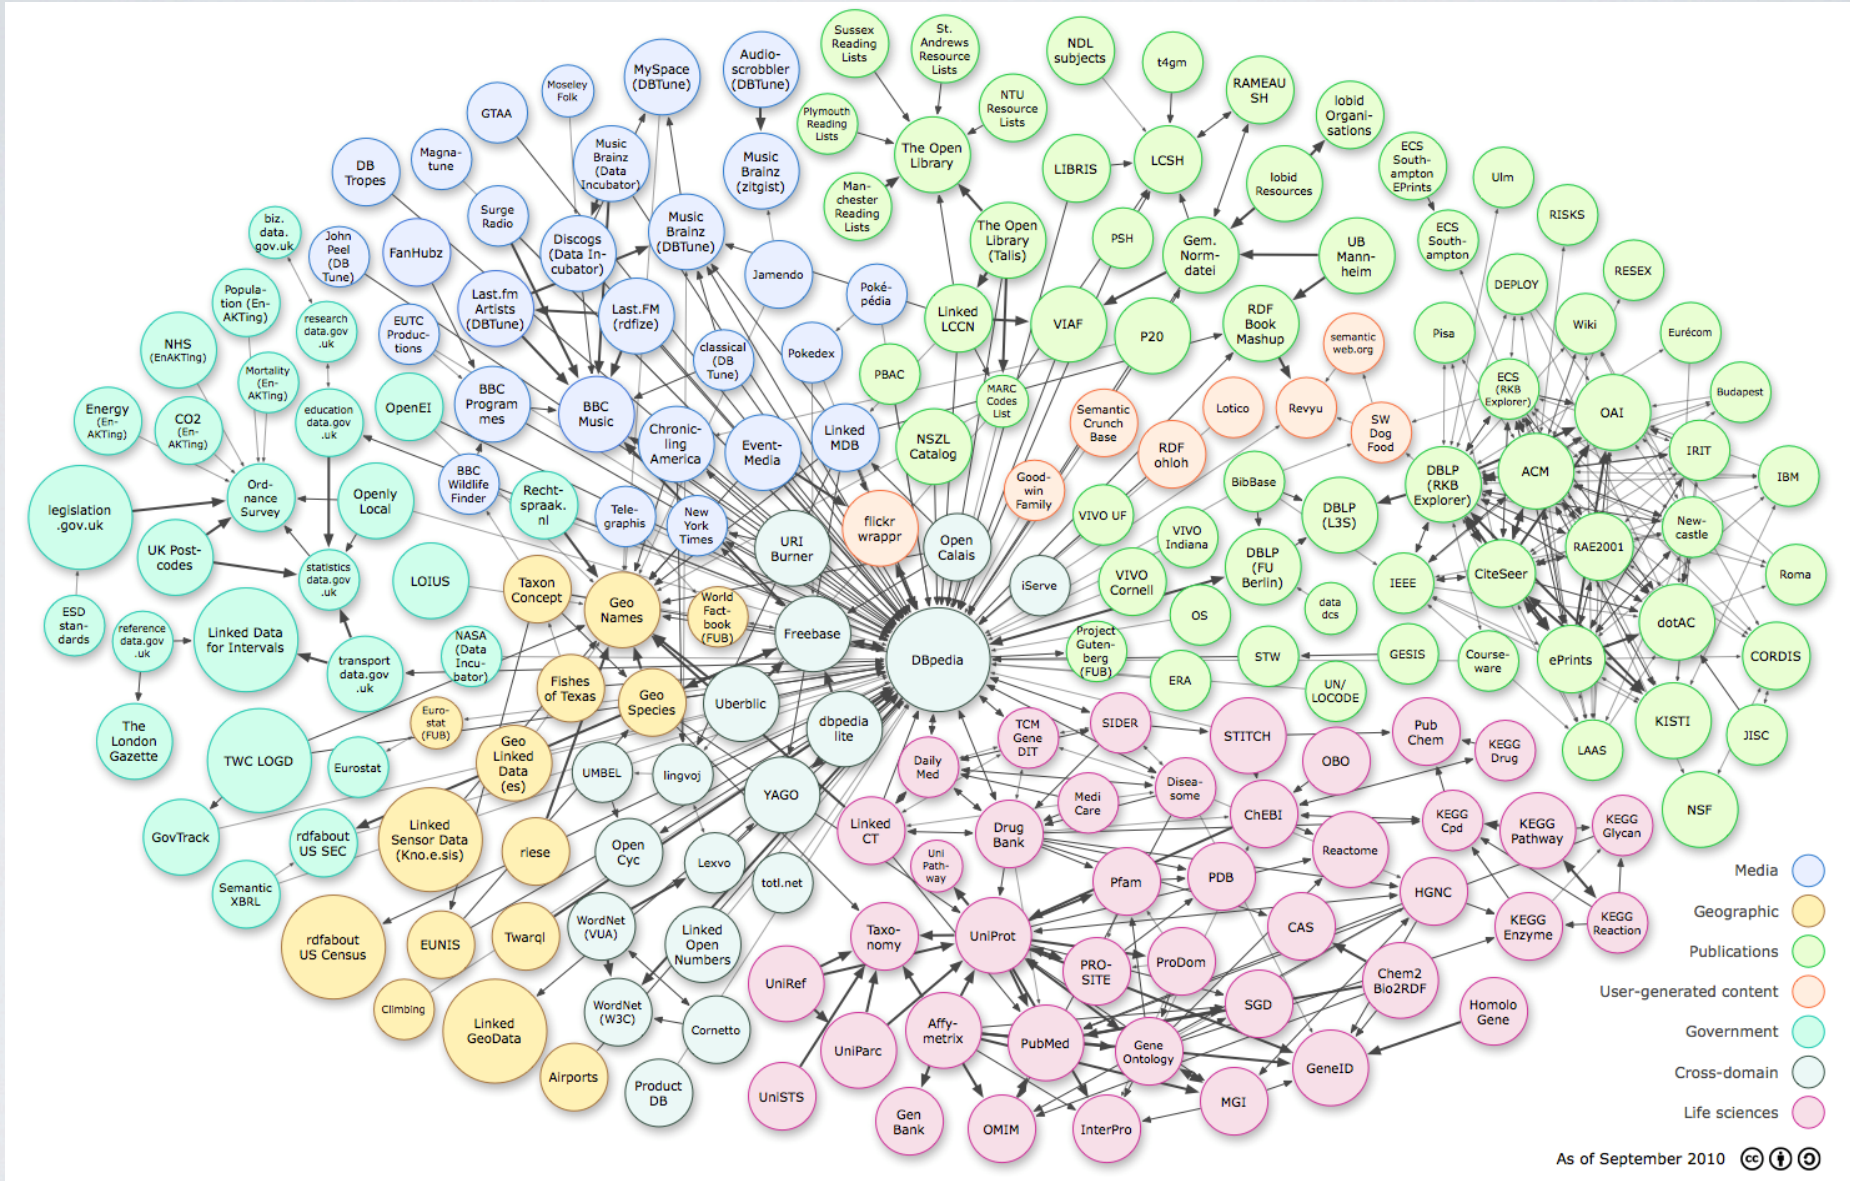 Sussex
Reading
Lists
St.
Andrews
Resource
Lists
NDL
subjects
t4gm
RAMEAU
SH
lobid
Organi-
sations
Audio-
scrobbler
(DBTune)
MySpace
(DBTune)
Moseley
Folk
GTAA
NTU
Resource
Lists
Plymouth
Reading
Lists
The Open
Library
LIBRIS
LCSH
lobid
Resources
ECS
South-
ampton
EPrints
Ulm
Music
Brainz
(zitgist)
Music
Brainz
(Data
Incubator)
Magna-
tune
DB
Tropes
Man-
chester
Reading
Lists
RISKS
Surge
Radio
Music
Brainz
(DBTune)
The Open
Library
(Talis)
PSH
Gem.
Norm-
datei
UB
Mann-
heim
ECS
South-
ampton
biz.
data.
gov.uk
John
Peel
(DB
Tune)
FanHubz
Discogs
(Data In-
cubator)
Jamendo
RESEX
DEPLOY
Popula-
tion (En-
AKTing)
Last.fm
Artists
(DBTune)
Last.FM
(rdfize)
Poké-
pédia
Linked
LCCN
VIAF
P20
RDF
Book
Mashup
research
data.gov
.uk
EUTC
Produc-
tions
Wiki
Pisa
Eurécom
semantic
web.org
NHS
(EnAKTing)
classical
(DB
Tune)
Pokedex
PBAC
MARC
Codes
List
ECS
(RKB
Explorer)
OAI
Budapest
Mortality
(En-
AKTing)
OpenEI
BBC
Program
mes
BBC
Music
Semantic
Crunch
Base
Lotico
Revyu
SW
Dog
Food
Energy
(En-
AKTing)
CO2
(En-
AKTing)
education
data.gov
.uk
Chronic-
ling
America
Event-
Media
Linked
MDB
NSZL
Catalog
RDF
ohloh
IRIT
IBM
ACM
DBLP
(RKB
Explorer)
BibBase
Good-
win
Family
BBC
Wildlife
Finder
Recht-
spraak.
nl
Ord-
nance
Survey
Openly
Local
legislation
.gov.uk
Tele-
graphis
New
York
Times
flickr
wrappr
Open
Calais
URI
Burner
VIVO UF
VIVO
Indiana
DBLP
(L3S)
New-
castle
RAE2001
UK Post-
codes
statistics
data.gov
.uk
LOIUS
Taxon
Concept
Geo
Names
World
Fact-
book
(FUB)
Freebase
iServe
VIVO
Cornell
DBLP
(FU
Berlin)
IEEE
CiteSeer
Roma
data
dcs
OS
dotAC
ESD
stan-
dards
reference
data.gov
.uk
Linked Data
for Intervals
transport
data.gov
.uk
NASA
(Data
Incu-
bator)
DBpedia
Project
Guten-
berg
(FUB)
STW
GESIS
Course-
ware
ePrints
CORDIS
ERA
UN/
LOCODE
Fishes
of Texas
Geo
Species
Uberblic
dbpedia
lite
The
London
Gazette
TWC LOGD
Euro-
stat
(FUB)
Eurostat
Geo
Linked
Data
(es)
UMBEL
lingvoj
YAGO
Daily
Med
TCM
Gene
DIT
SIDER
STITCH
Pub
Chem
KEGG
Drug
LAAS
KISTI
JISC
OBO
Disea-
some
Medi
Care
ChEBI
NSF
GovTrack
rdfabout
US SEC
Linked
Sensor Data
(Kno.e.sis)
riese
Open
Cyc
Lexvo
Linked
CT
Drug
Bank
Reactome
KEGG
Cpd
KEGG
Pathway
KEGG
Glycan
Uni
Path-
way
Pfam
PDB
HGNC
Semantic
XBRL
totl.net
rdfabout
US Census
EUNIS
Twarql
WordNet
(VUA)
Linked
Open
Numbers
Taxo-
nomy
UniProt
CAS
KEGG
Enzyme
KEGG
Reaction
PRO-
SITE
ProDom
UniRef
Climbing
Linked
GeoData
WordNet
(W3C)
Cornetto
Affy-
metrix
UniParc
PubMed
Gene
Ontology
SGD
Chem2
Bio2RDF
Homolo
Gene
GeneID
Airports
Product
DB
UniSTS
Gen
Bank
OMIM
InterPro
MGI
Media
Geographic
Publications
User-generated content
Government
Cross-domain
Life sciences
As of September 2010
cc